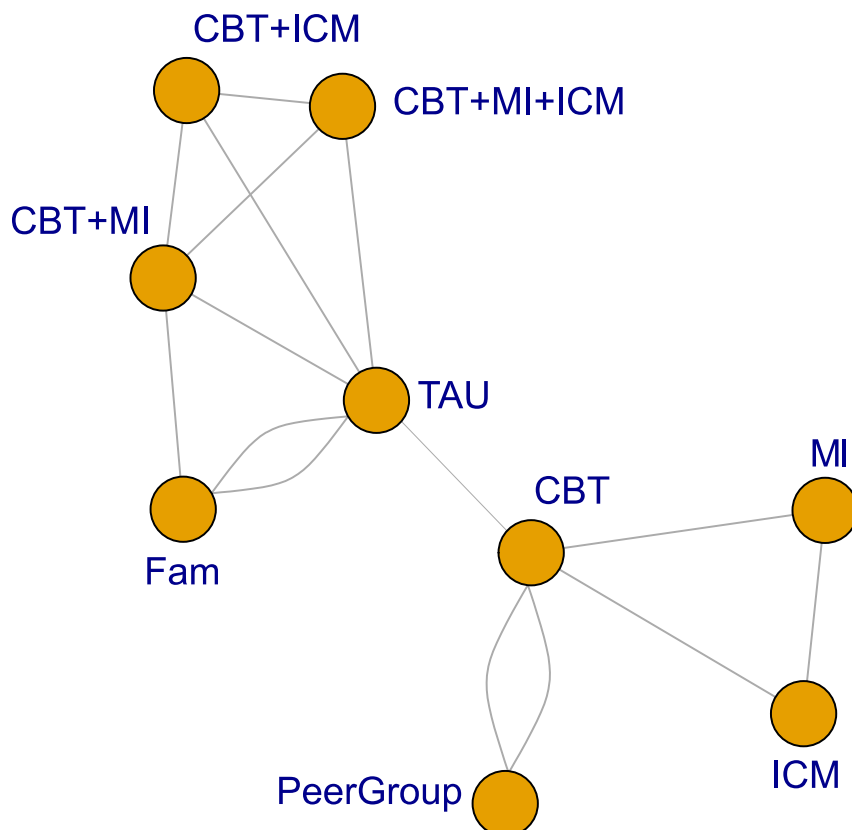 CBT+ICM
CBT+MI+ICM
CBT+MI
TAU
MI
CBT
Fam
ICM
PeerGroup